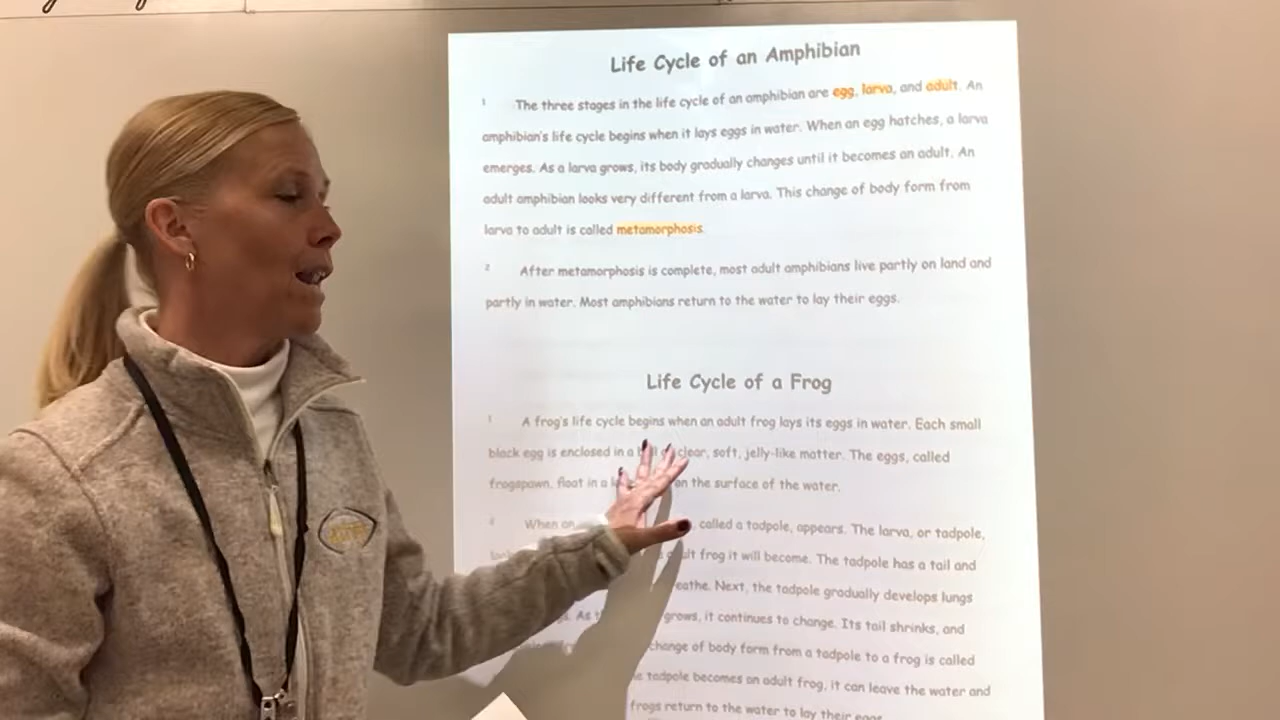 Life Cycle of an Amphibian
1 The three stages in the life cycle of an amphibian are egg, larva, and adult. An
amphibian's life cycle begins when it lays eggs in water. When an egg hatches, a larva
emerges. As a larva grows, its body gradually changes until it becomes an adult. An
adult amphibian looks very different from a larva. This change of body form from
larva to adult is called metamorphosis.
2 After metamorphosis is complete, most adult amphibians live partly on land and
partly in water. Most amphibians return to the water to lay their eggs.
Life Cycle of a Frog
1 A frog's life cycle begins when an adult frog lays its eggs in water. Each small
black egg is enclosed in a clear, soft, jelly-like matter. The eggs, called
frogspawn, float in a on the surface of the water.
When an called a tadpole, appears. The larva, or tadpole,
frog it will become. The tadpole has a tail and
Next, the tadpole gradually develops lungs
As grows, it continues to change. Its tail shrinks, and
change of body form from a tadpole to a frog is called
tadpole becomes an adult frog, it can leave the water and
frogs return to the water to lay their eggs